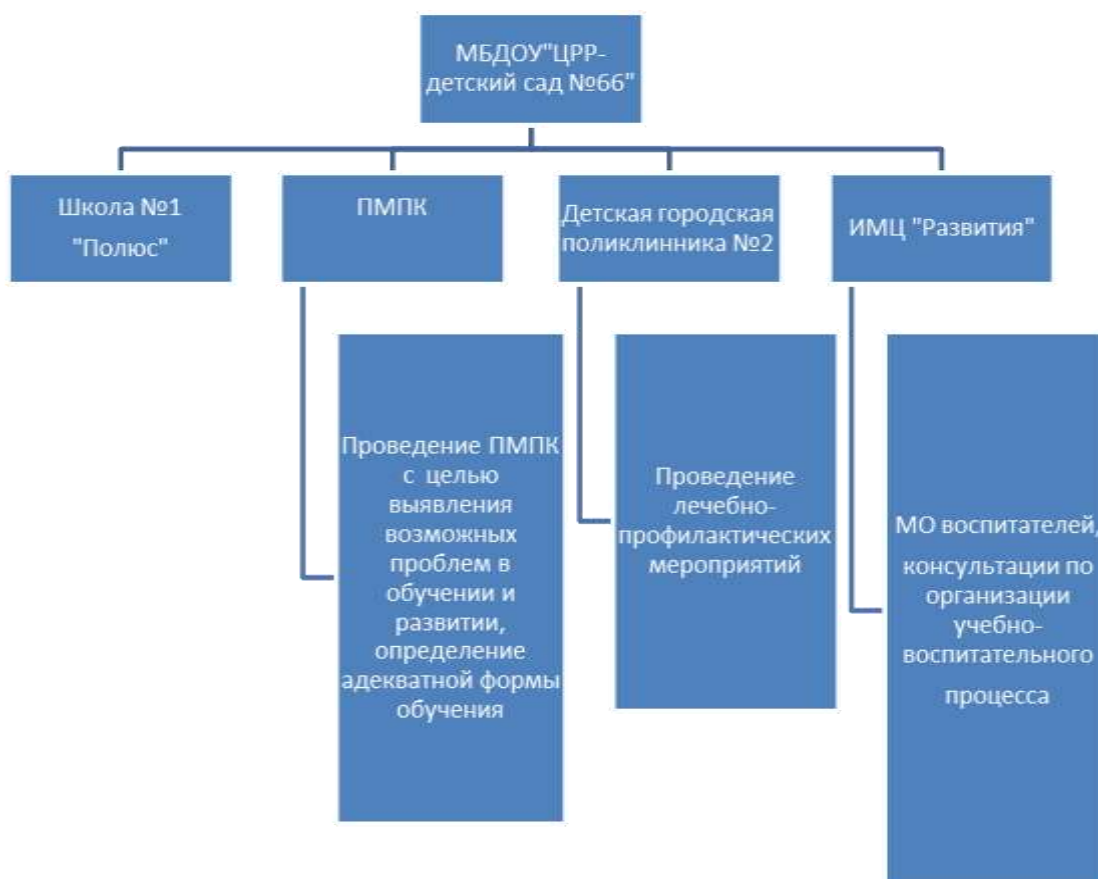 МБДОУ"ЦРР-
детский сад №66"
Школа №1
"Полюс"
ПМПК
Детская городская
поликлинника №2
ИМЦ "Развития"
Проведение ПМПК
с целью
выявления
возможных
проблем в
обучении и
развитии,
определение
адекватной формы
обучения
Проведение
лечебно-
профилактических
мероприятий
МО воспитателей,
консультации по
организации
учебно-
воспитательного
процесса